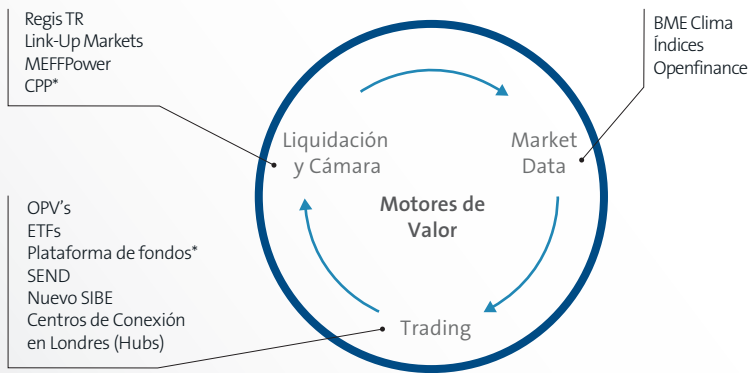 Regis TR
Link-Up Markets
MEFFPower
CPP*
BME Clima
Índices
Openfinance
Liquidación
y Cámara
Market
Data
Motores de
Valor
OPV's
ETFs
Plataforma de fondos*
SEND
Nuevo SIBE
Centros de Conexión
en Londres (Hubs)
Trading